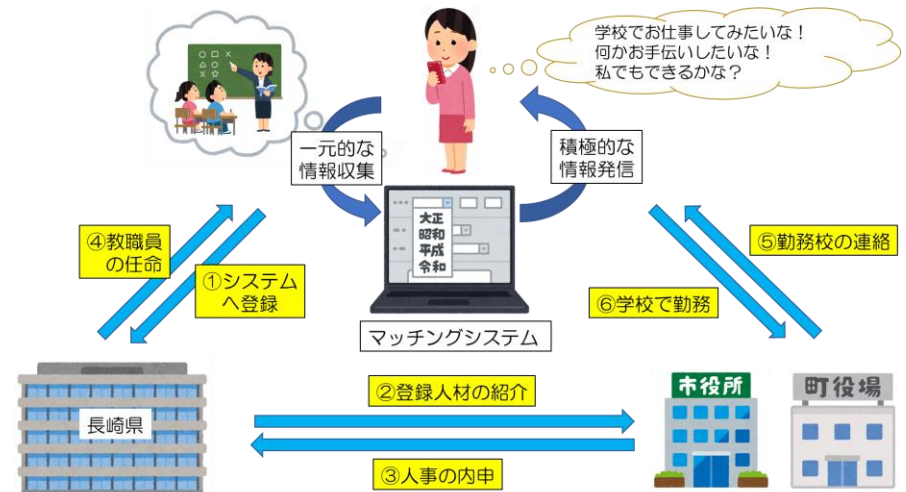 学校でお仕事してみたいな！
何かお手伝いしたいな！
私でもできるかな？
一元的な
情報収集
積極的な
情報発信
大正
昭和
平成
令和
マッチングシステム
④教職員
の任命
①システム
へ登録
⑤勤務校の連絡
⑥学校で勤務
②登録人材の紹介
③人事の内申
長崎県
市役所
町役場